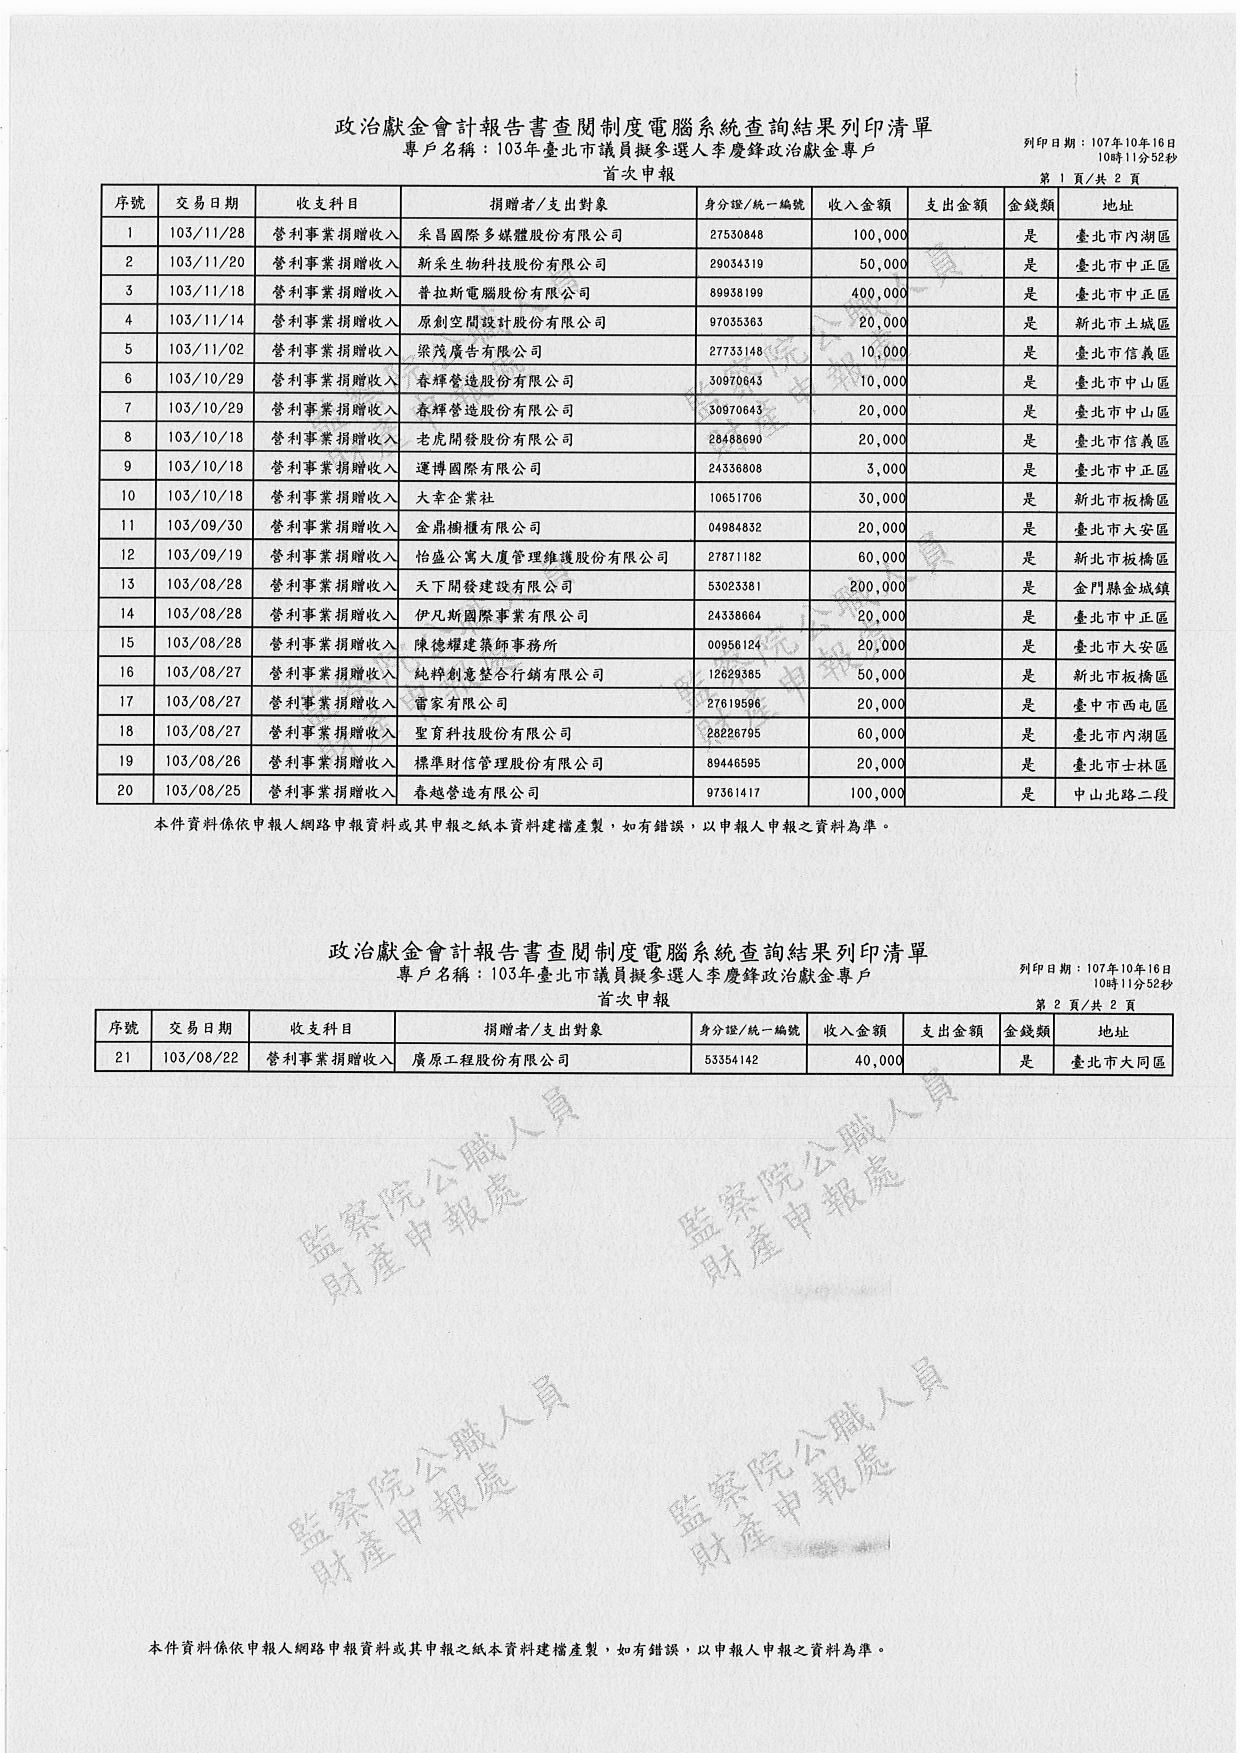 政治獻金會計報告書查閱制度電腦系統查詢結果列印清單
專戶名稱：103年臺北市議員擬參選人李慶鋒政治獻金專戶
列印日期：107年10月16日
10時11分52秒
首次申報
第 1 頁/共 2 頁
序號 交易日期 收支科目 捐贈者/支出對象 身分證/統一編號 收入金額 支出金額 金錢類 地址
1 103/11/28 營利事業捐贈收入 采昌國際多媒體股份有限公司 27530848 100,000 是 臺北市內湖區
2 103/11/20 營利事業捐贈收入 新采生物科技股份有限公司 29034319 50,000 是 臺北市中正區
3 103/11/18 營利事業捐贈收入 普拉斯電腦股份有限公司 89938199 400,000 是 臺北市中正區
4 103/11/14 營利事業捐贈收入 原創空間設計股份有限公司 97035363 20,000 是 新北市土城區
5 103/11/02 營利事業捐贈收入 梁茂廣告有限公司 27733148 10,000 是 臺北市信義區
6 103/10/29 營利事業捐贈收入 春輝營造股份有限公司 30970643 10,000 是 臺北市中山區
7 103/10/29 營利事業捐贈收入 春輝營造股份有限公司 30970643 20,000 是 臺北市中山區
8 103/10/18 營利事業捐贈收入 老虎開發股份有限公司 28488690 20,000 是 臺北市信義區
9 103/10/18 營利事業捐贈收入 運博國際有限公司 24336808 3,000 是 臺北市中正區
10 103/10/18 營利事業捐贈收入 大幸企業社 10651706 30,000 是 新北市板橋區
11 103/09/30 營利事業捐贈收入 金鼎櫥櫃有限公司 04984832 20,000 是 臺北市大安區
12 103/09/19 營利事業捐贈收入 怡盛公寓大廈管理維護股份有限公司 27871182 60,000 是 新北市板橋區
13 103/08/28 營利事業捐贈收入 天下開發建設有限公司 53023381 200,000 是 金門縣金城鎮
14 103/08/28 營利事業捐贈收入 伊凡斯國際事業有限公司 24338664 20,000 是 臺北市中正區
15 103/08/28 營利事業捐贈收入 陳德耀建築師事務所 00956124 20,000 是 臺北市大安區
16 103/08/27 營利事業捐贈收入 純粹創意整合行銷有限公司 12629385 50,000 是 新北市板橋區
17 103/08/27 營利事業捐贈收入 雷家有限公司 27619596 20,000 是 臺中市西屯區
18 103/08/27 營利事業捐贈收入 聖育科技股份有限公司 28226795 60,000 是 臺北市內湖區
19 103/08/26 營利事業捐贈收入 標準財信管理股份有限公司 89446595 20,000 是 臺北市士林區
20 103/08/25 營利事業捐贈收入 春越營造有限公司 97361417 100,000 是 中山北路二段
本件資料係依申報人網路申報資料或其申報之紙本資料建檔產製，如有錯誤，以申報人申報之資料為準。
政治獻金會計報告書查閱制度電腦系統查詢結果列印清單
專戶名稱：103年臺北市議員擬參選人李慶鋒政治獻金專戶
列印日期：107年10月16日
10時11分52秒
首次申報
第 2 頁/共 2 頁
序號 交易日期 收支科目 捐贈者/支出對象 身分證/統一編號 收入金額 支出金額 金錢類 地址
21 103/08/22 營利事業捐贈收入 廣原工程股份有限公司 53354142 40,000 是 臺北市大同區
監察院公職人員
財產申報處
監察院公職人員
財產申報處
監察院公職人員
財產申報處
監察院公職人員
財產申報處
本件資料係依申報人網路申報資料或其申報之紙本資料建檔產製，如有錯誤，以申報人申報之資料為準。